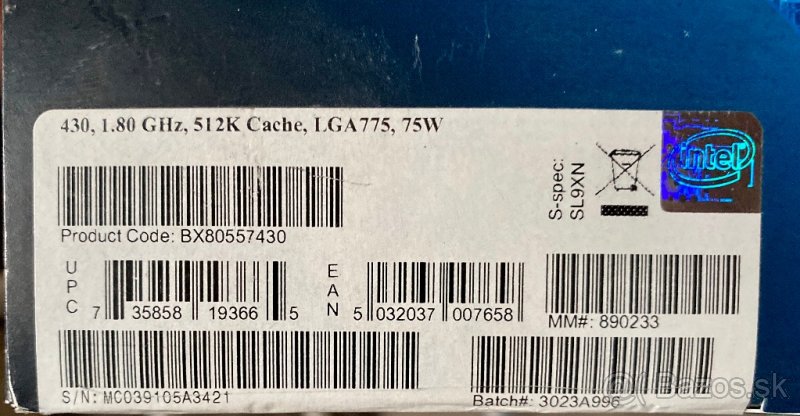 430, 1.80 GHz, 512K Cache, LGA775, 75W
Product Code: BX80557430
S-spec:
SL9XN
intel
UPC
7 35858 19366 5
EAN
5 032037 007658
MM#: 890233
S/N: MC039105A3421
Batch#: 3023A996
Bazos.sk